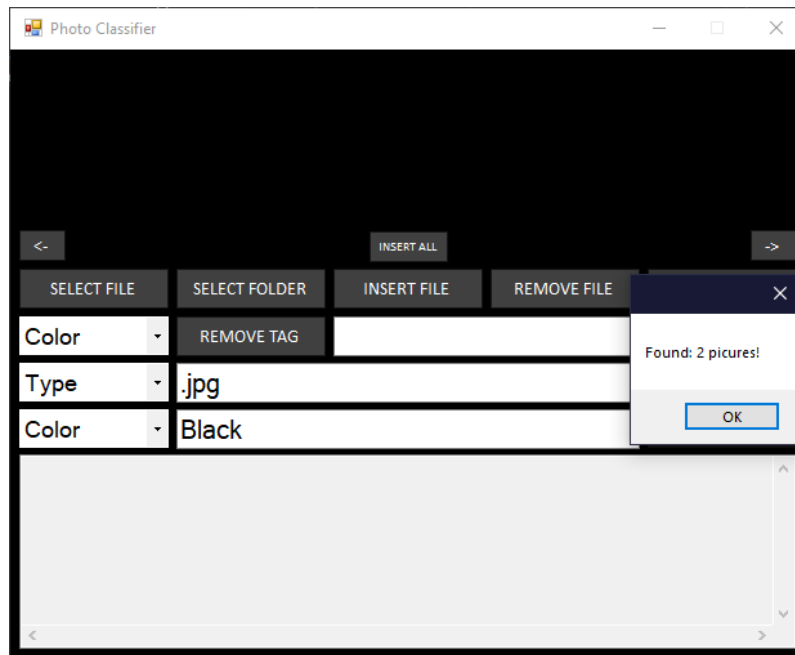 Photo Classifier
<- INSERT ALL ->
SELECT FILE SELECT FOLDER INSERT FILE REMOVE FILE
Color REMOVE TAG
Found: 2 picures!
Type .jpg
OK
Color Black